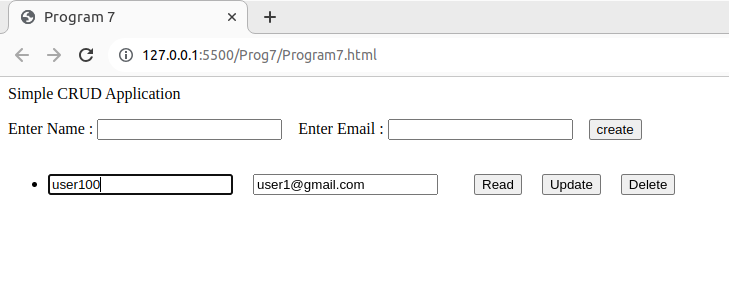 Program 7
127.0.0.1:5500/Prog7/Program7.html
Simple CRUD Application
Enter Name : Enter Email : create
user100 user1@gmail.com Read Update Delete